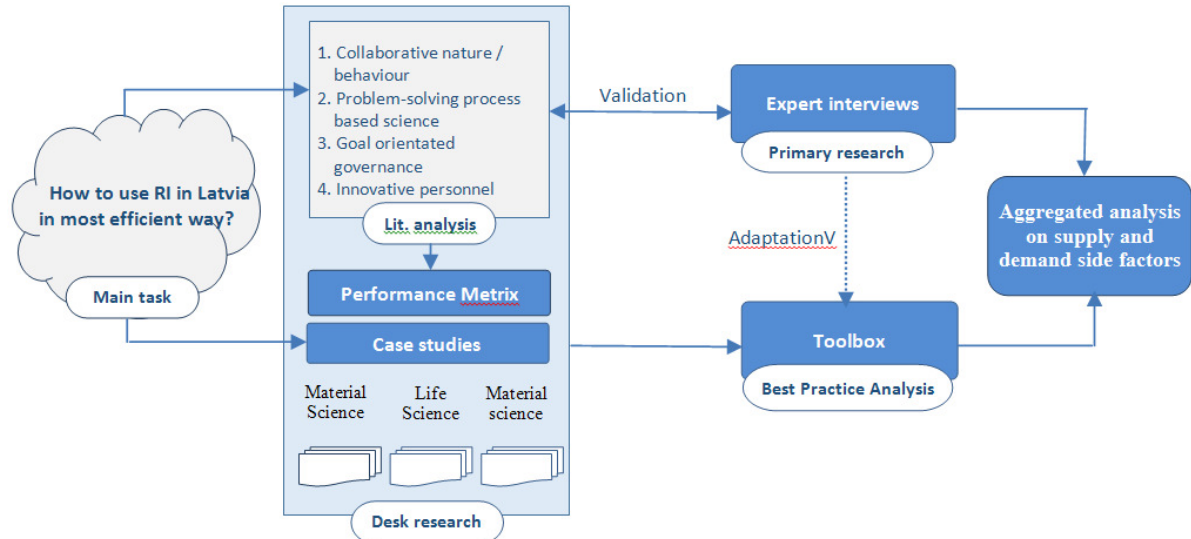 How to use RI in Latvia
in most efficient way?
Main task
1. Collaborative nature /
behaviour
2. Problem-solving process
based science
3. Goal orientated
governance
4. Innovative personnel
Lit. analysis
Performance Metrix
Case studies
Material
Science
Life
Science
Material
science
Desk research
Validation
Expert interviews
Primary research
AdaptationV
Toolbox
Best Practice Analysis
Aggregated analysis
on supply and
demand side factors